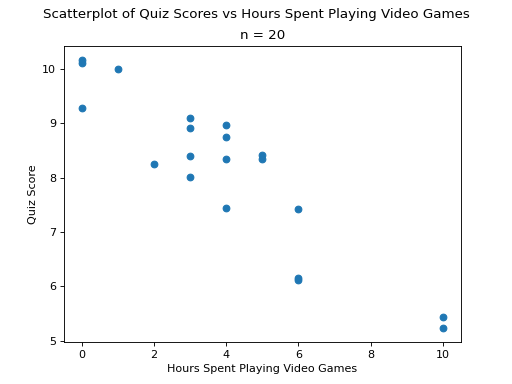 Scatterplot of Quiz Scores vs Hours Spent Playing Video Games
n = 20
10
9
8
7
6
5
Quiz Score
0 2 4 6 8 10
Hours Spent Playing Video Games